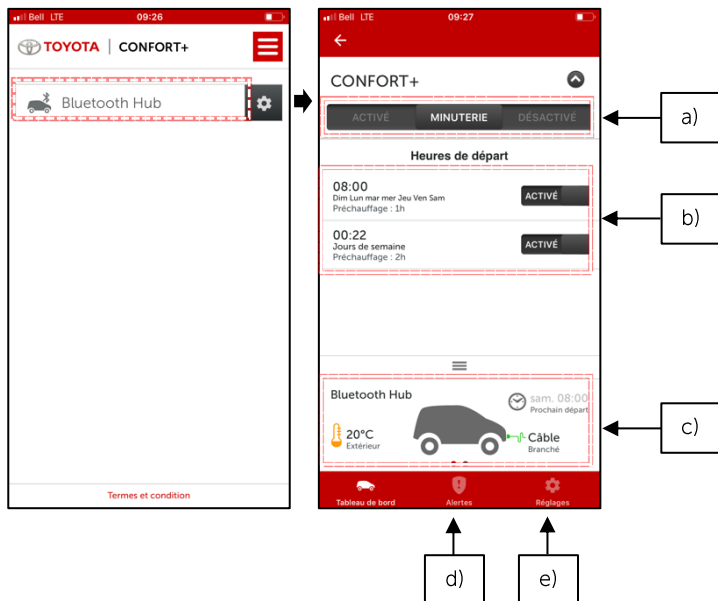 Bell LTE 09:26
TOYOTA | CONFORT+
Bluetooth Hub
Termes et condition
Bell LTE 09:27
CONFORT+
ACTIVÉ MINUTERIE DÉSACTIVÉ
Heures de départ
08:00
Dim Lun mar mer Jeu Ven Sam
Préchauffage : 1h
ACTIVÉ
00:22
Jours de semaine
Préchauffage : 2h
ACTIVÉ
Bluetooth Hub
sam. 08:00
Prochain départ
20°C
Extérieur
Câble
Branché
Tableau de bord Alertes Réglages
a)
b)
c)
d) e)